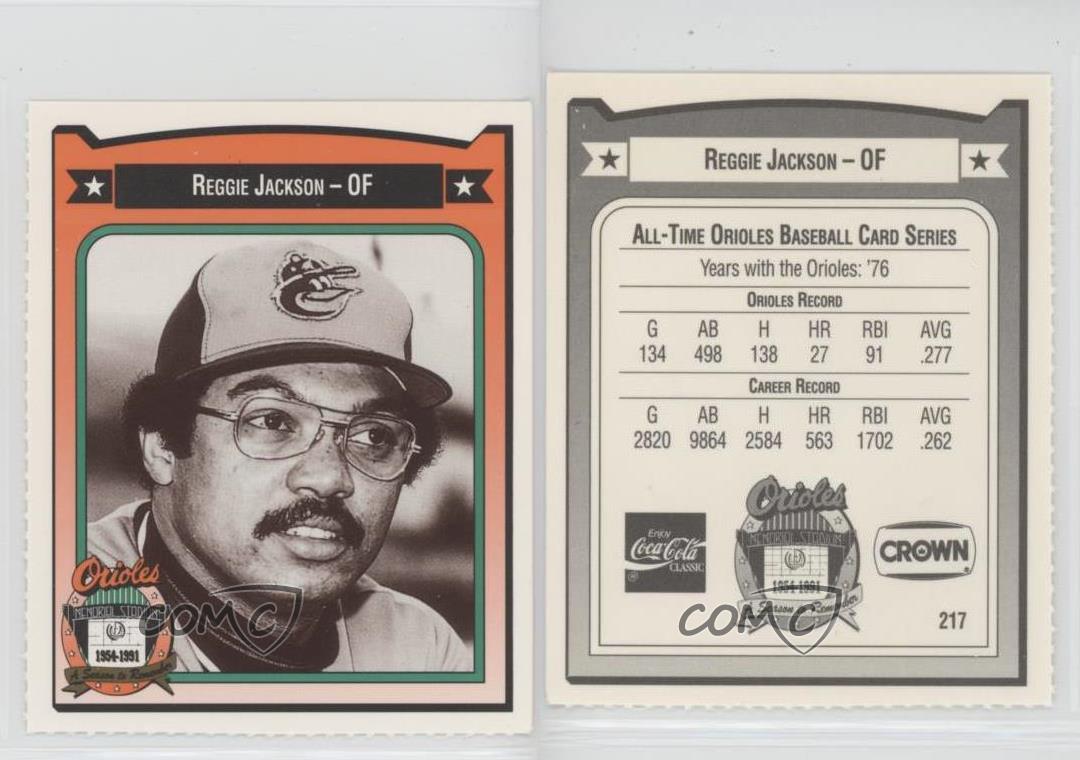 REGGIE JACKSON – OF
Orioles
MEMORIAL STADIUM
1954-1991
A Season to Remember
COMC
REGGIE JACKSON – OF
ALL-TIME ORIOLES BASEBALL CARD SERIES
Years with the Orioles: '76
ORIOLES RECORD
G AB H HR RBI AVG
134 498 138 27 91 .277
CAREER RECORD
G AB H HR RBI AVG
2820 9864 2584 563 1702 .262
Enjoy
Coca-Cola
CLASSIC
®
Orioles
MEMORIAL STADIUM
1954-1991
A Season to Remember
CROWN®
COMC
217